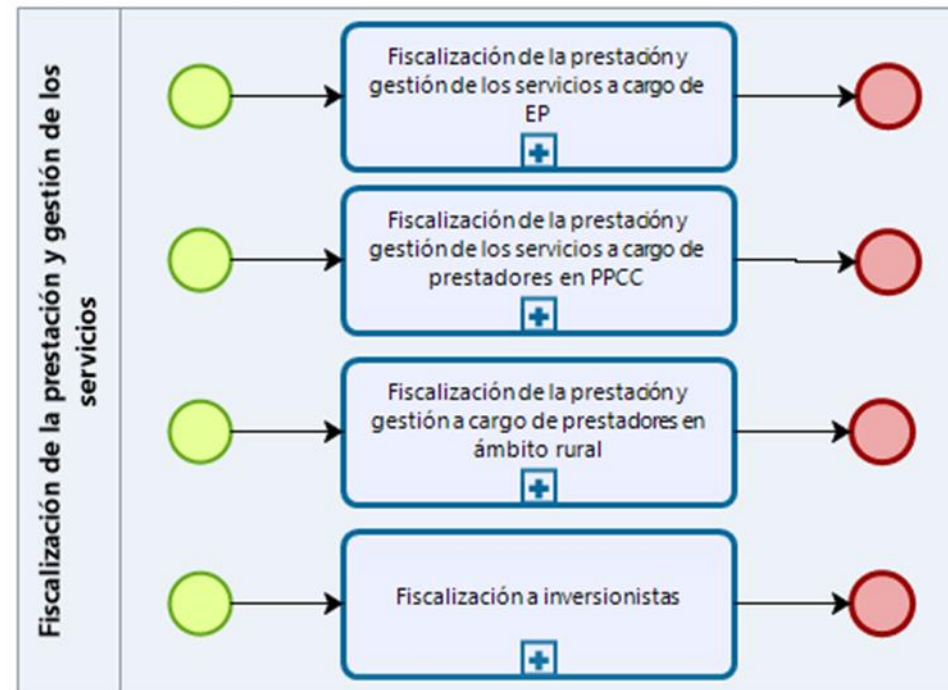 Fiscalización de la prestación y gestión de los
servicios
Fiscalización de la prestación y
gestión de los servicios a cargo de
EP
Fiscalización de la prestación y
gestión de los servicios a cargo de
prestadores en PPCC
Fiscalización de la prestación y
gestión a cargo de prestadores en
ámbito rural
Fiscalización a inversionistas